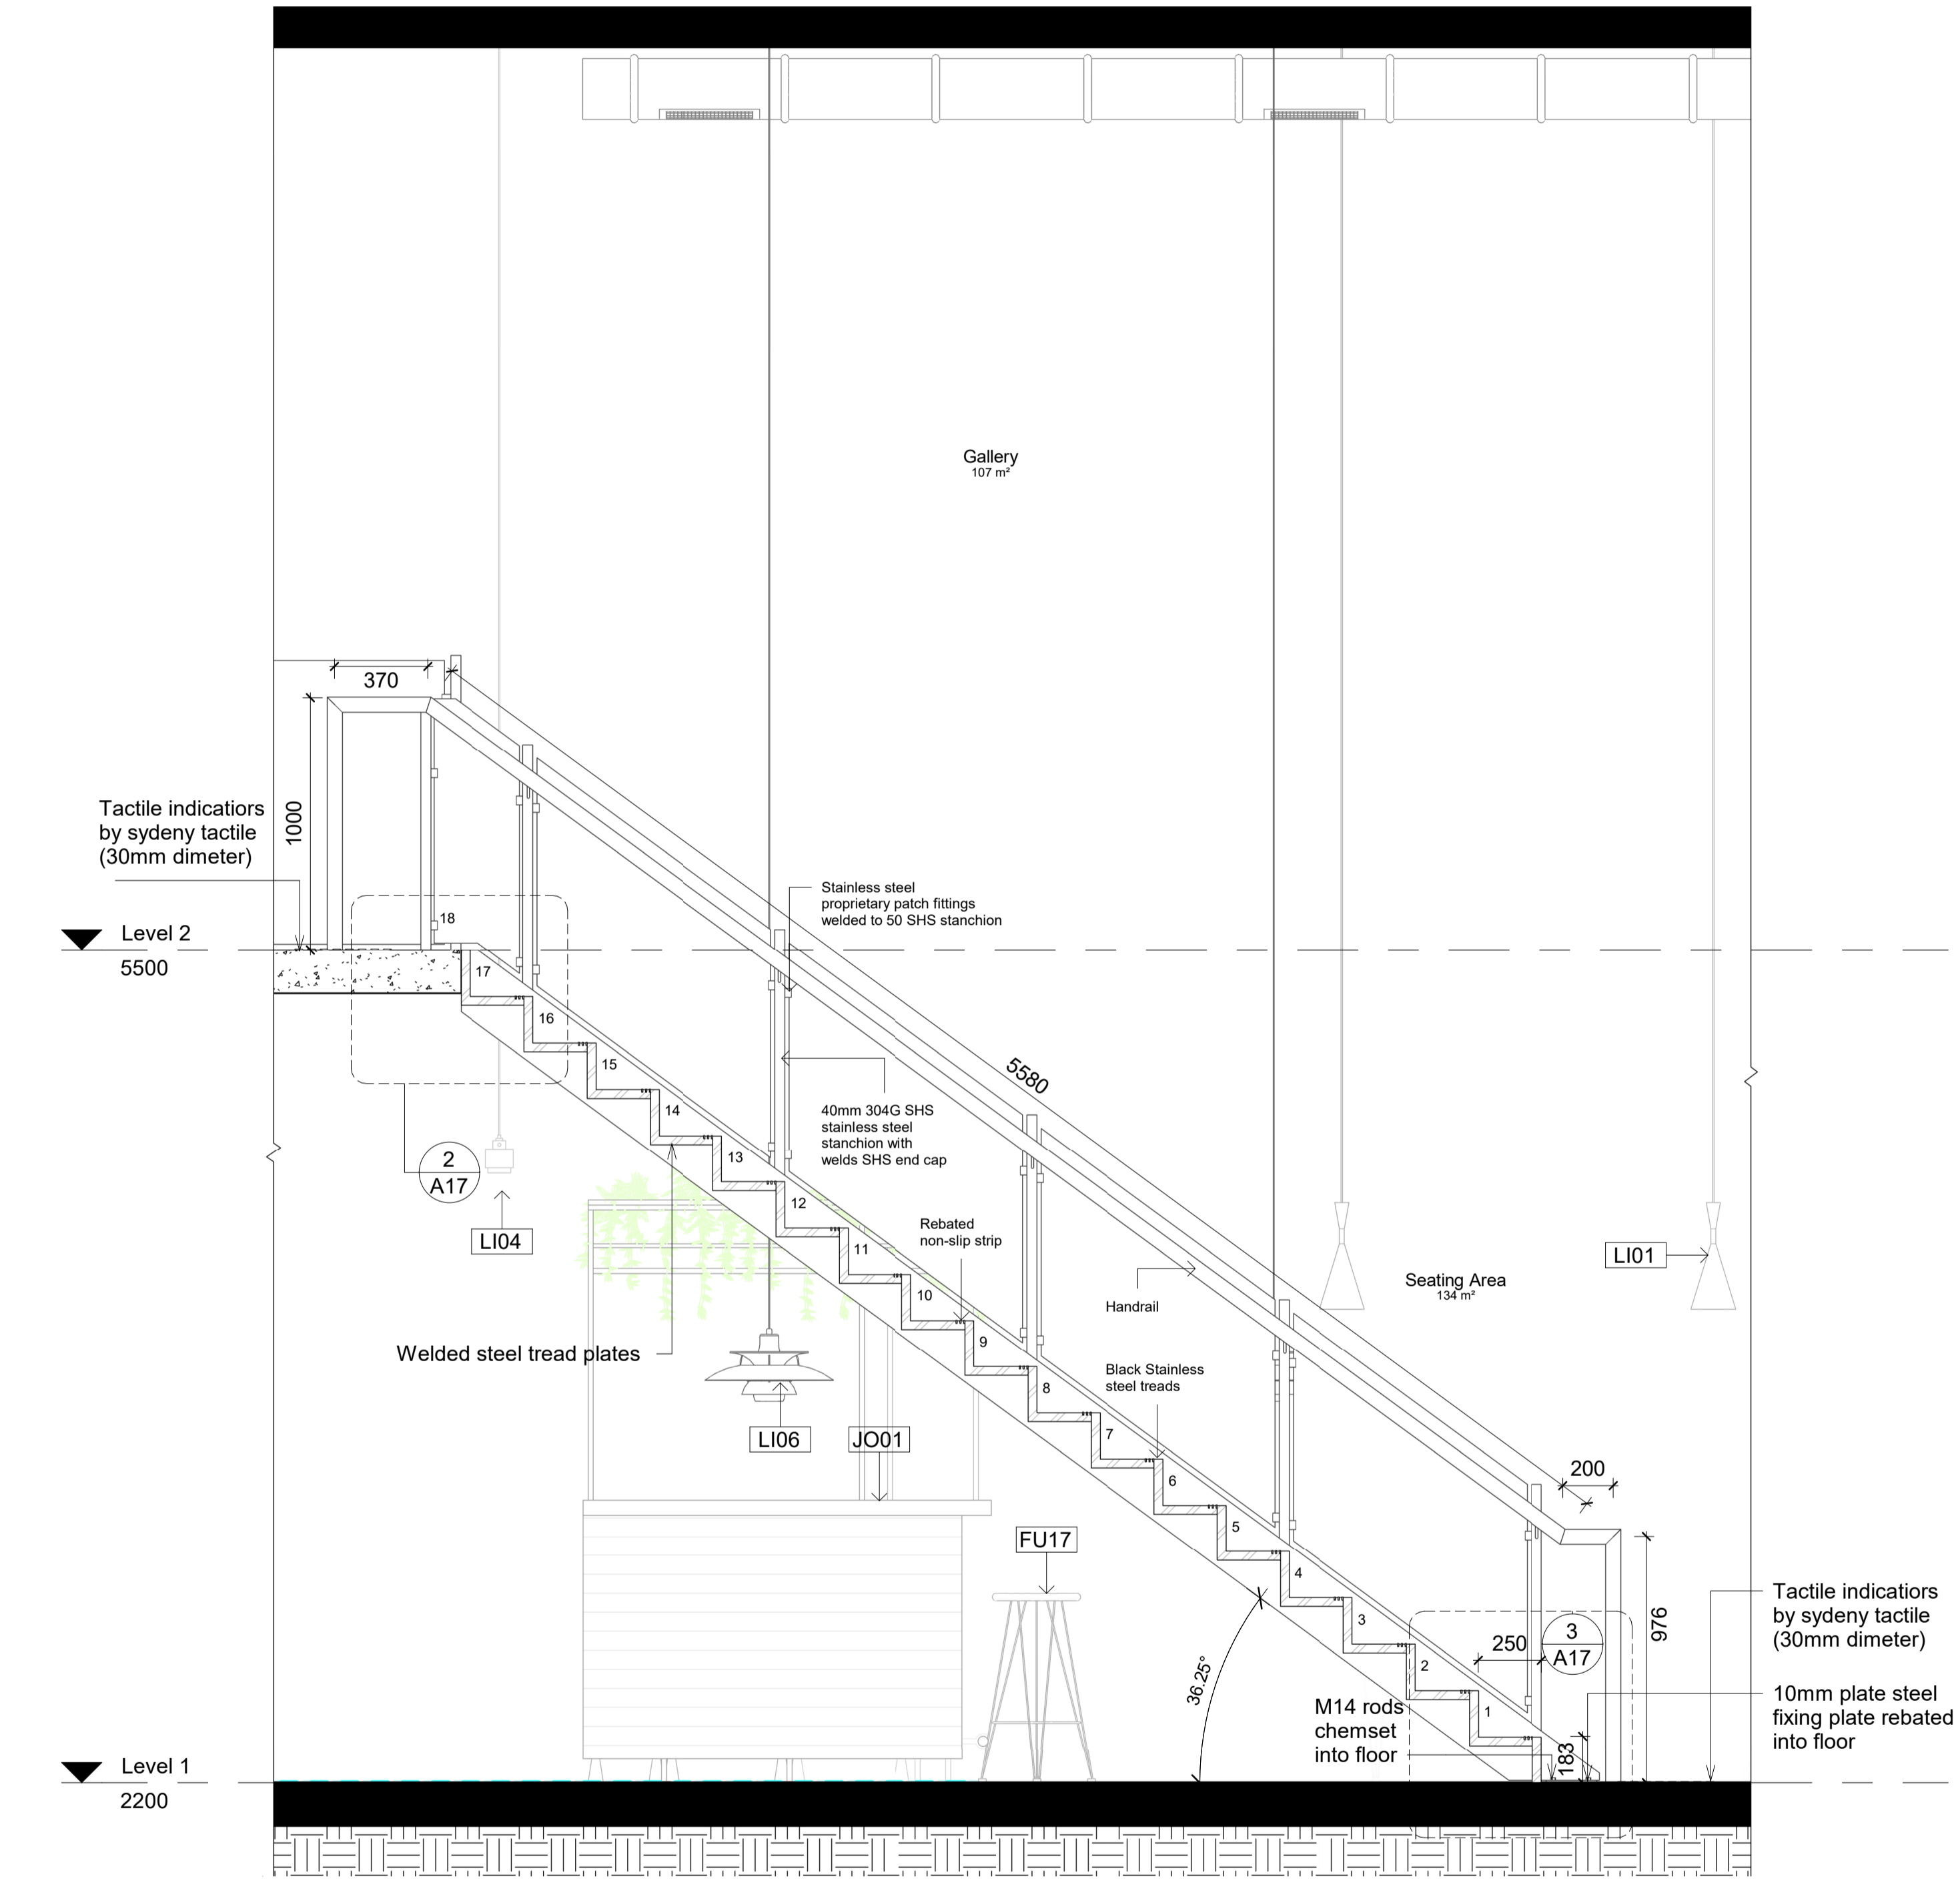 Gallery
107 m²
370
1000
Tactile indicatiors
by sydeny tactile
(30mm dimeter)
Level 2
5500
18
17
16
15
14
13
12
11
10
9
8
7
6
5
4
3
2
1
Stainless steel
proprietary patch fittings
welded to 50 SHS stanchion
5580
40mm 304G SHS
stainless steel
stanchion with
welds SHS end cap
2
A17
LI04
Rebated
non-slip strip
Handrail
Seating Area
134 m²
LI01
Welded steel tread plates
Black Stainless
steel treads
LI06
JO01
FU17
200
976
250
3
A17
36.25°
M14 rods
chemset
into floor
183
Tactile indicatiors
by sydeny tactile
(30mm dimeter)
10mm plate steel
fixing plate rebated
into floor
Level 1
2200